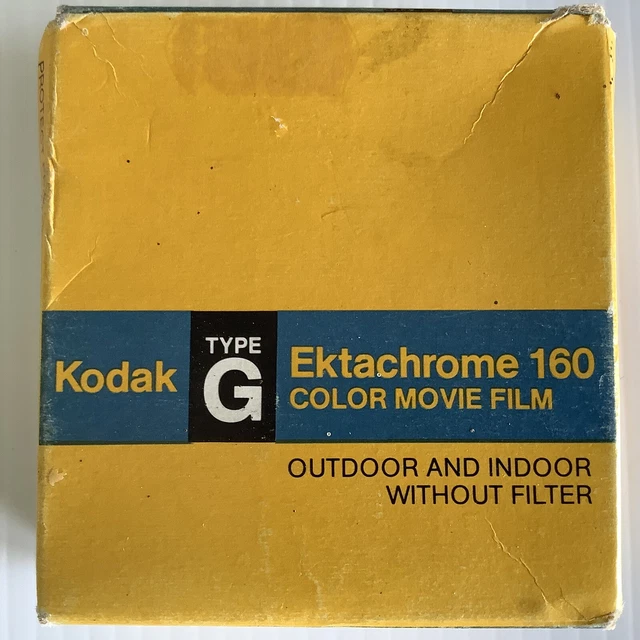 Kodak
TYPE
G
Ektachrome 160
COLOR MOVIE FILM
OUTDOOR AND INDOOR
WITHOUT FILTER